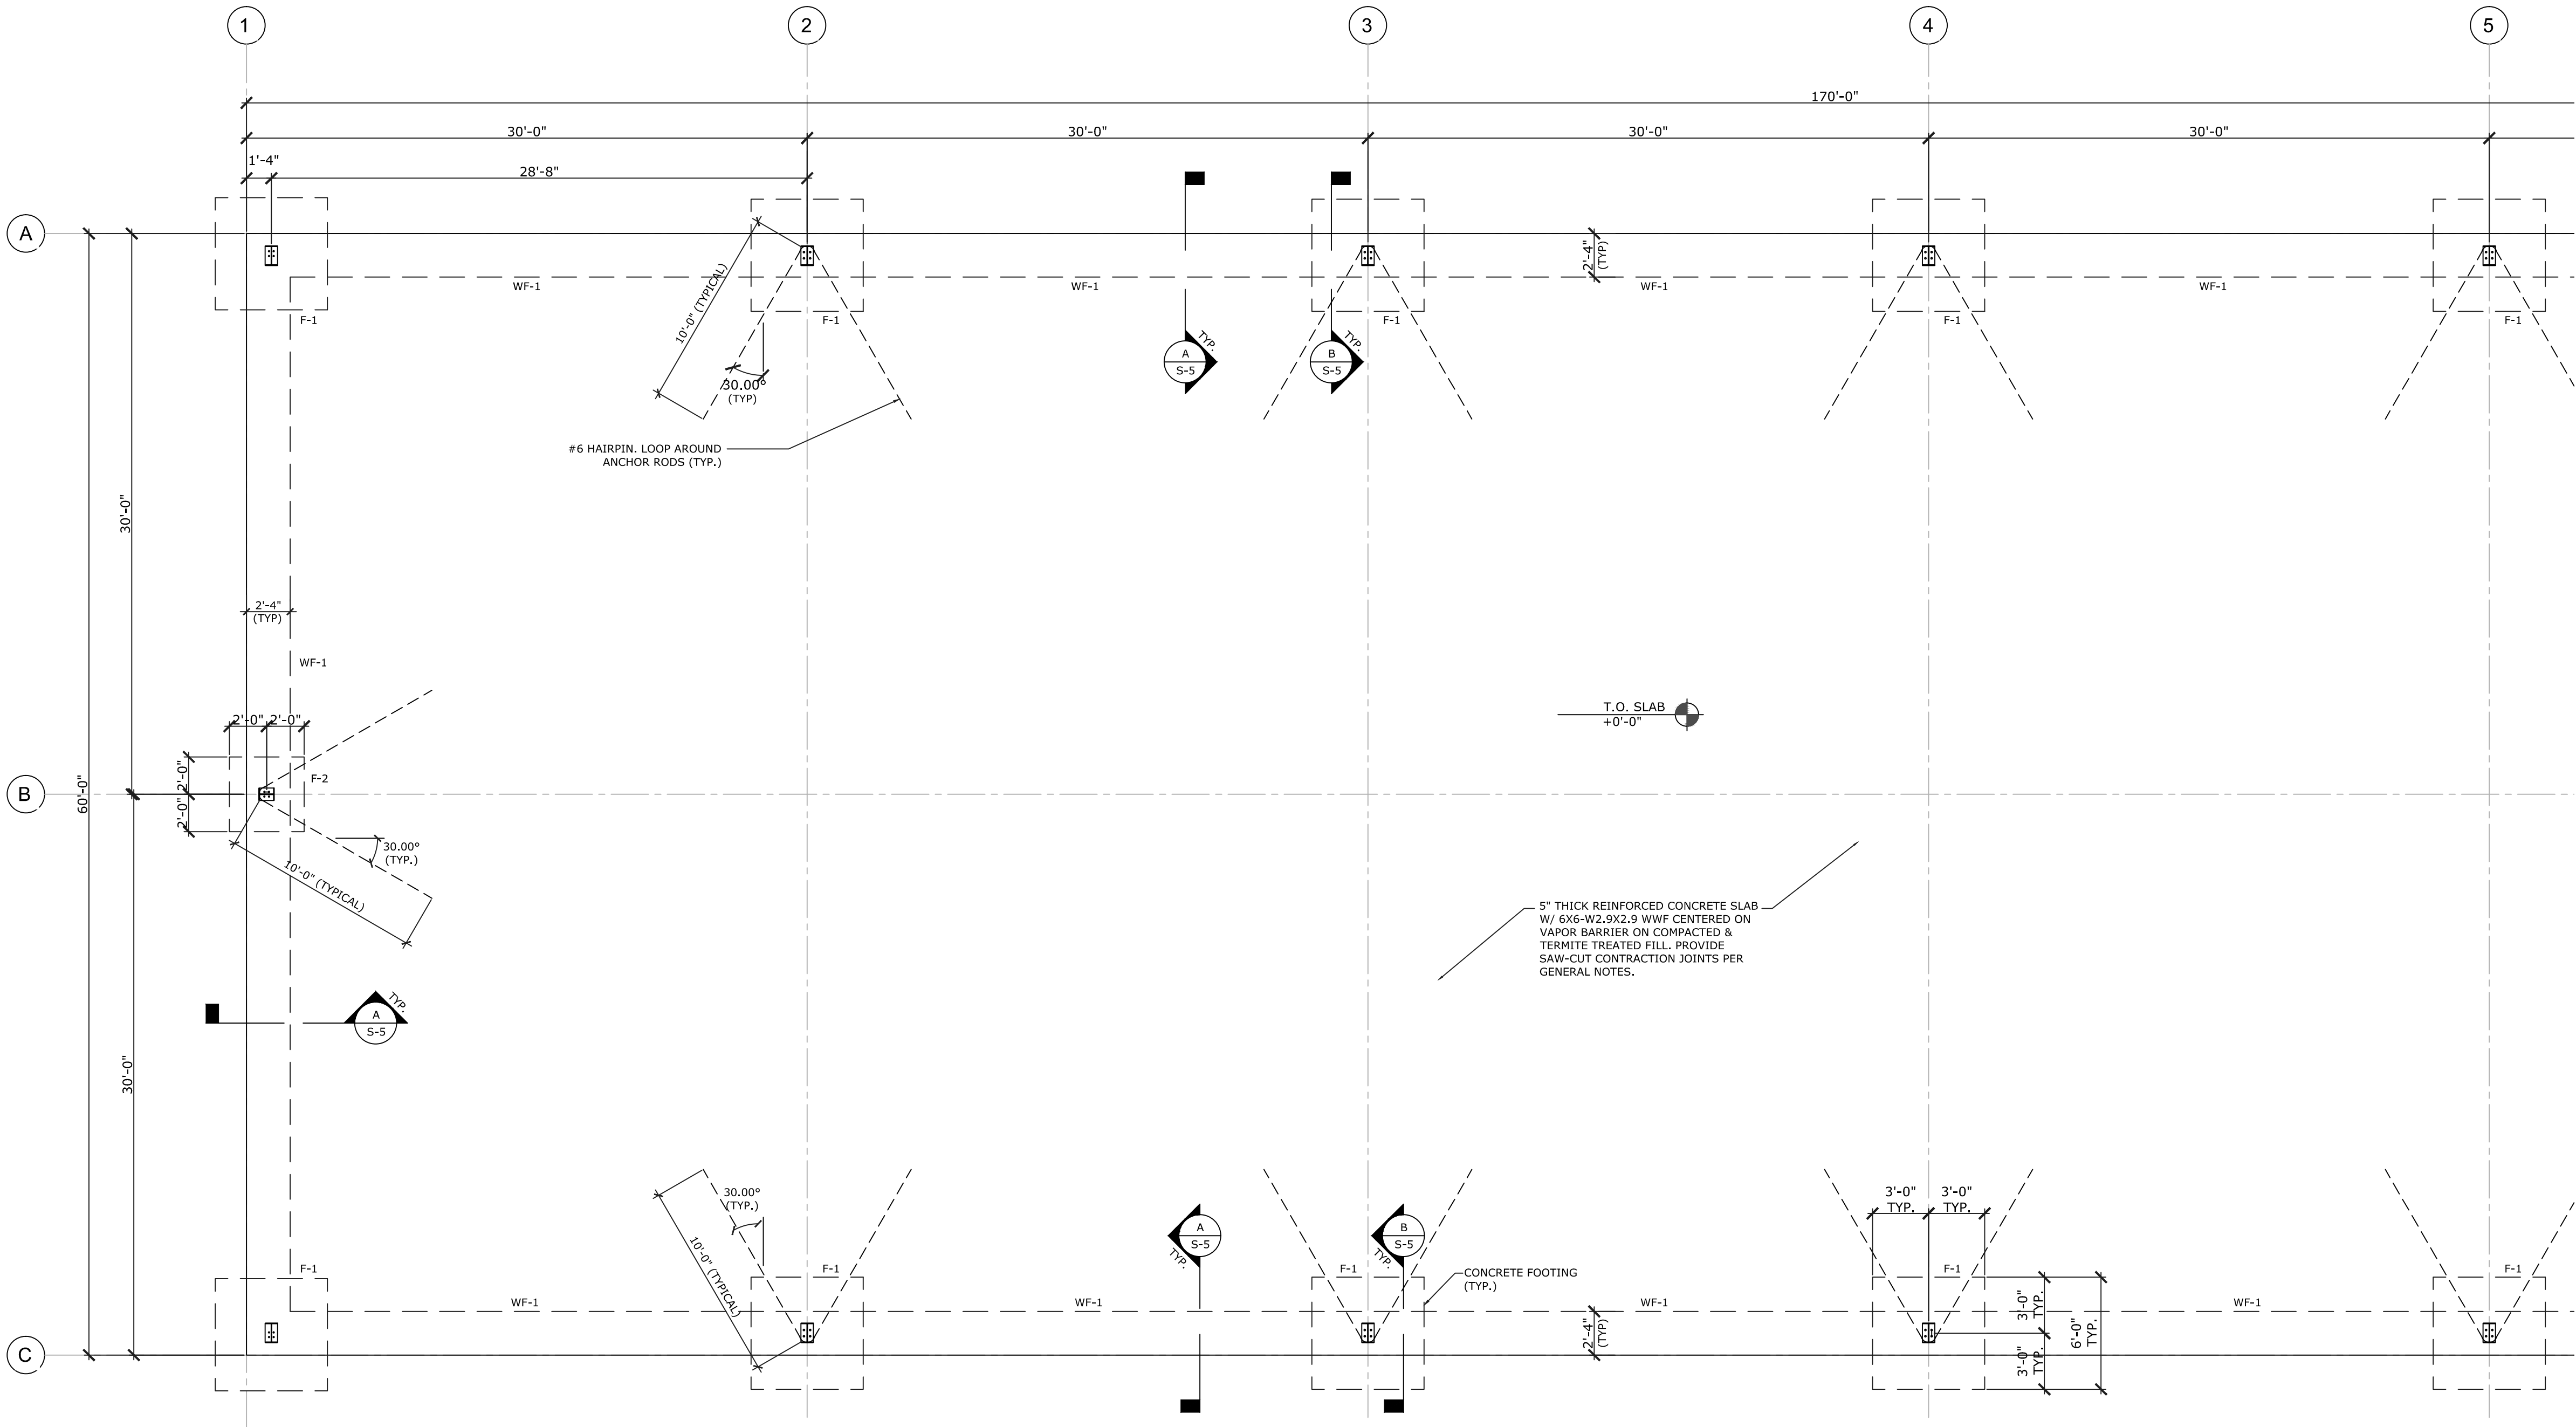 1
2
3
4
5
170'-0"
30'-0"
30'-0"
30'-0"
30'-0"
1'-4"
28'-8"
A
10'-0" (TYPICAL)
2'-4"
(TYP)
WF-1
WF-1
WF-1
WF-1
F-1
F-1
F-1
F-1
F-1
TYP.
A
S-5
TYP.
B
S-5
30.00°
(TYP)
#6 HAIRPIN. LOOP AROUND
ANCHOR RODS (TYP.)
30'-0"
2'-4"
(TYP)
WF-1
2'-0"
2'-0"
T.O. SLAB
+0'-0"
F-2
2'-0"
2'-0"
B
60'-0"
30.00°
(TYP.)
10'-0" (TYPICAL)
5" THICK REINFORCED CONCRETE SLAB
W/ 6X6-W2.9X2.9 WWF CENTERED ON
VAPOR BARRIER ON COMPACTED &
TERMITE TREATED FILL. PROVIDE
SAW-CUT CONTRACTION JOINTS PER
GENERAL NOTES.
TYP.
A
S-5
30'-0"
30.00°
(TYP.)
10'-0" (TYPICAL)
A
S-5
TYP.
B
S-5
TYP.
3'-0"
TYP.
3'-0"
TYP.
F-1
F-1
F-1
F-1
F-1
CONCRETE FOOTING
(TYP.)
WF-1
WF-1
WF-1
WF-1
2'-4"
(TYP)
3'-0"
TYP.
3'-0"
TYP.
6'-0"
TYP.
C